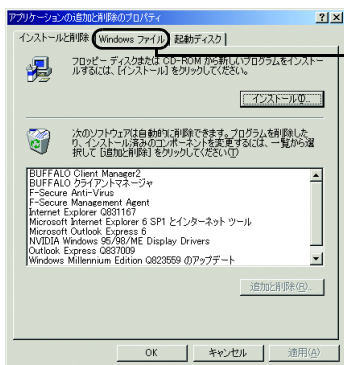 アプリケーションの追加と削除のプロパティ
インストールと削除 Windows ファイル 起動ディスク
フロッピー ディスクまたは CD-ROM から新しいプログラムをインストー
ルするには、[インストール] をクリックしてください。
インストール(I)...
次のソフトウェアは自動的に削除できます。プログラムを削除した
り、インストール済みのコンポーネントを変更するには、一覧から選
択して [追加と削除] をクリックしてください(T)
BUFFALO Client Manager2
BUFFALO クライアントマネージャ
F-Secure Anti-Virus
F-Secure Management Agent
Internet Explorer Q831167
Microsoft Internet Explorer 6 SP1 とインターネット ツール
Microsoft Outlook Express 6
NVIDIA Windows 95/98/ME Display Drivers
Outlook Express Q837009
Windows Millennium Edition Q823559 のアップデート
追加と削除(R)...
OK キャンセル 適用(A)